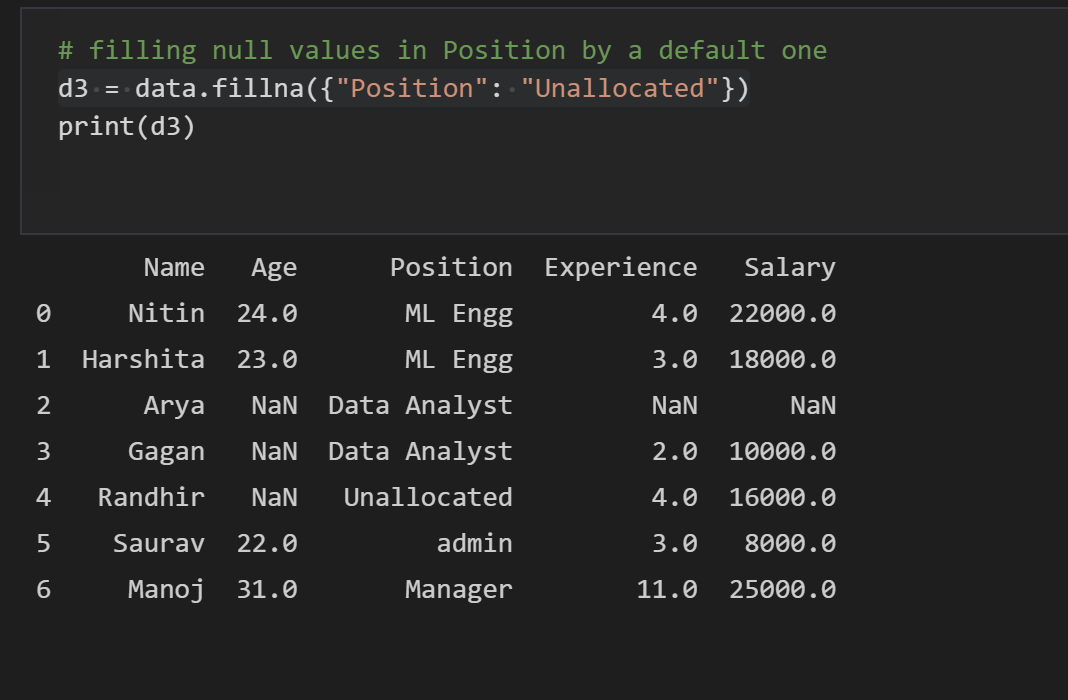 # filling null values in Position by a default one
d3 = data.fillna({"Position": "Unallocated"})
print(d3)
Name Age Position Experience Salary
0 Nitin 24.0 ML Engg 4.0 22000.0
1 Harshita 23.0 ML Engg 3.0 18000.0
2 Arya NaN Data Analyst NaN NaN
3 Gagan NaN Data Analyst 2.0 10000.0
4 Randhir NaN Unallocated 4.0 16000.0
5 Saurav 22.0 admin 3.0 8000.0
6 Manoj 31.0 Manager 11.0 25000.0